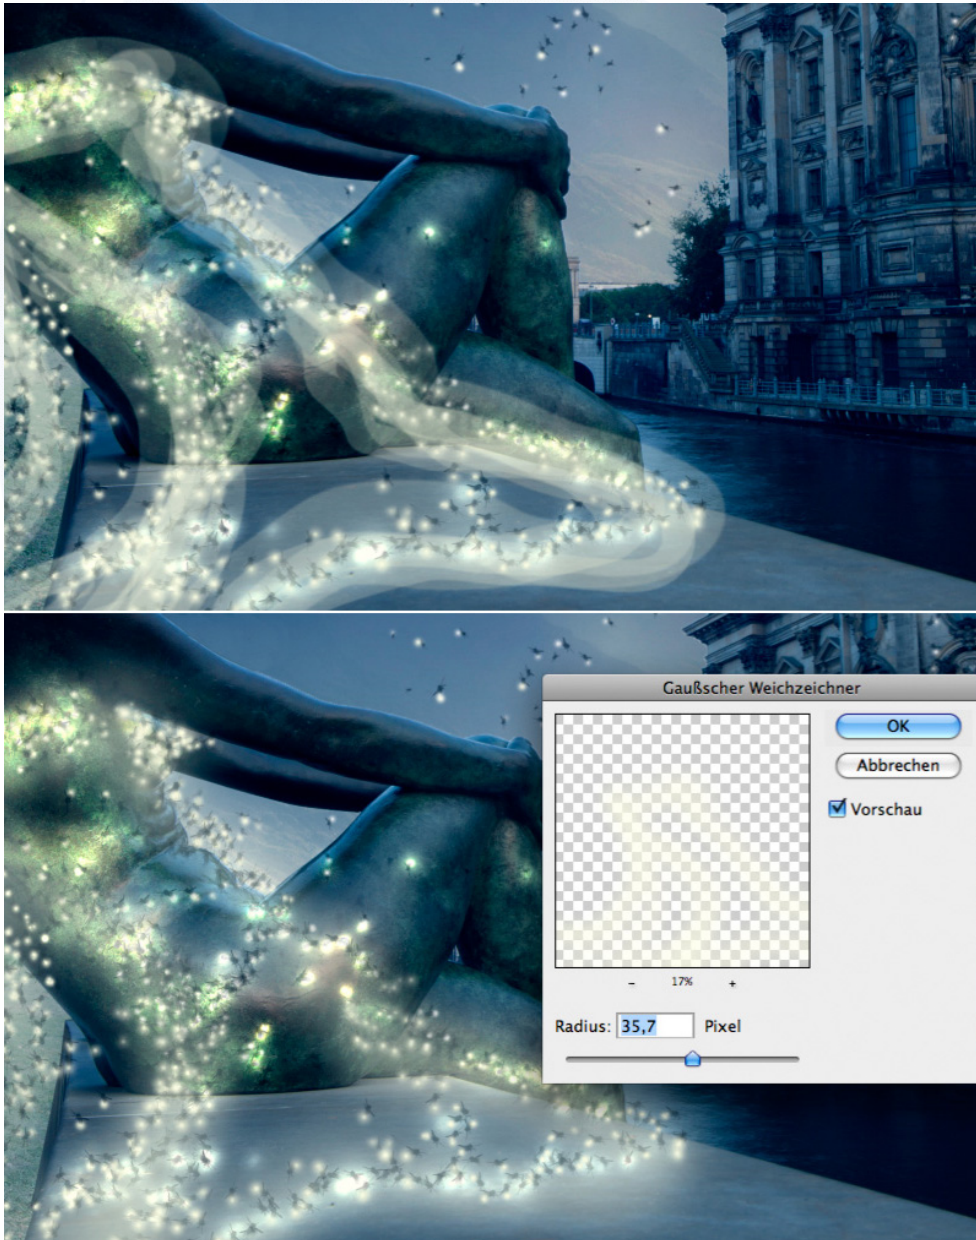 Gaußscher Weichzeichner
OK
Abbrechen
Vorschau
- 17% +
Radius: 35,7 Pixel